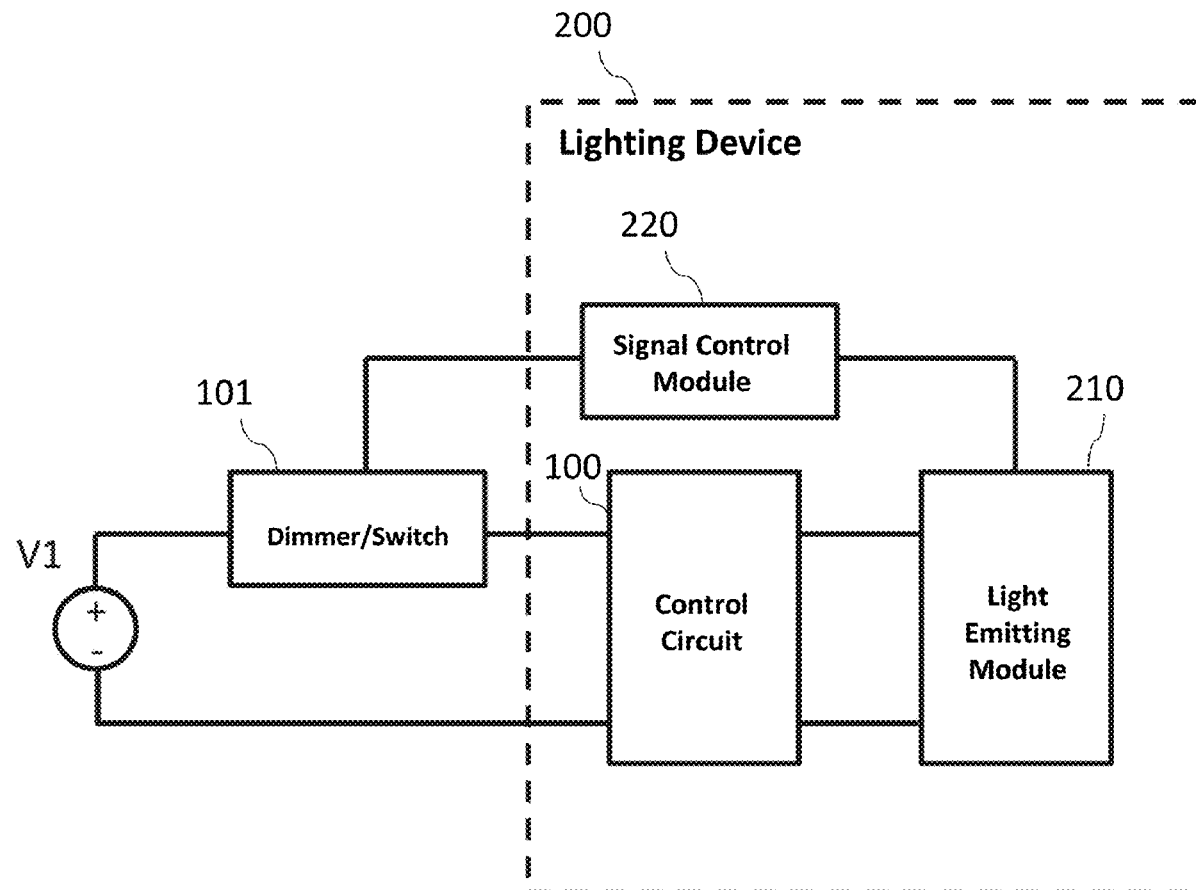 200
Lighting Device
220
Signal Control
Module
101
210
100
Dimmer/Switch
V1
+
-
Control
Circuit
Light
Emitting
Module